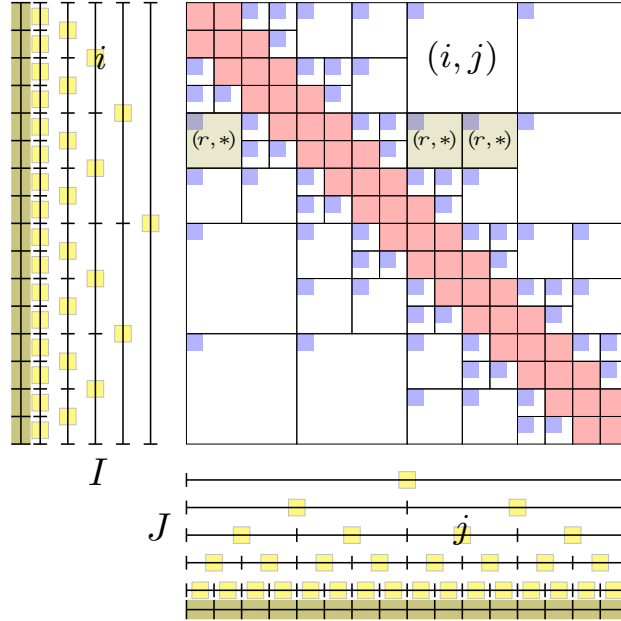 i
(i, j)
(r, *)
(r, *)
(r, *)
I
J
j